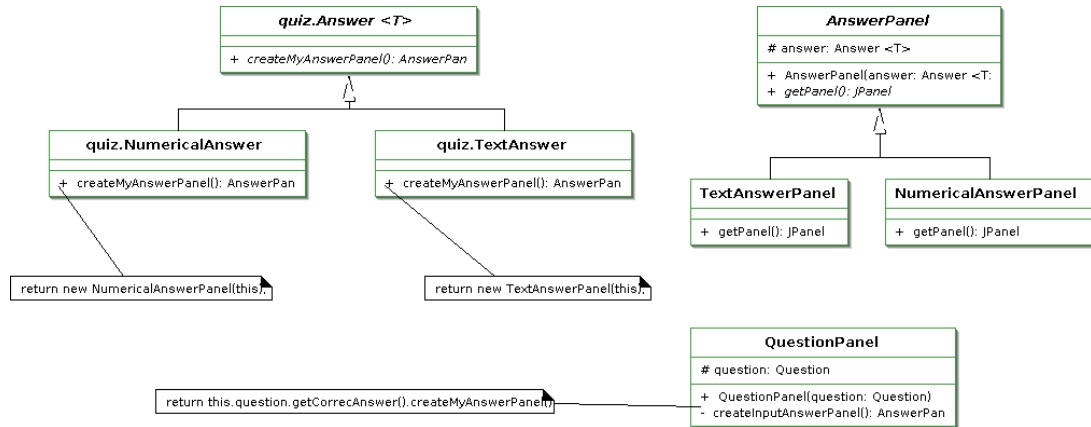 quiz.Answer <T>
+ createMyAnswerPanel(): AnswerPan
AnswerPanel
# answer: Answer <T>
+ AnswerPanel(answer: Answer <T:
+ getPanel(): JPanel
quiz.NumericalAnswer
+ createMyAnswerPanel(): AnswerPan
quiz.TextAnswer
+ createMyAnswerPanel(): AnswerPan
TextAnswerPanel
+ getPanel(): JPanel
NumericalAnswerPanel
+ getPanel(): JPanel
return new NumericalAnswerPanel(this);
return new TextAnswerPanel(this);
QuestionPanel
# question: Question
+ QuestionPanel(question: Question)
- createInputAnswerPanel(): AnswerPan
return this.question.getCorrecAnswer().createMyAnswerPanel()